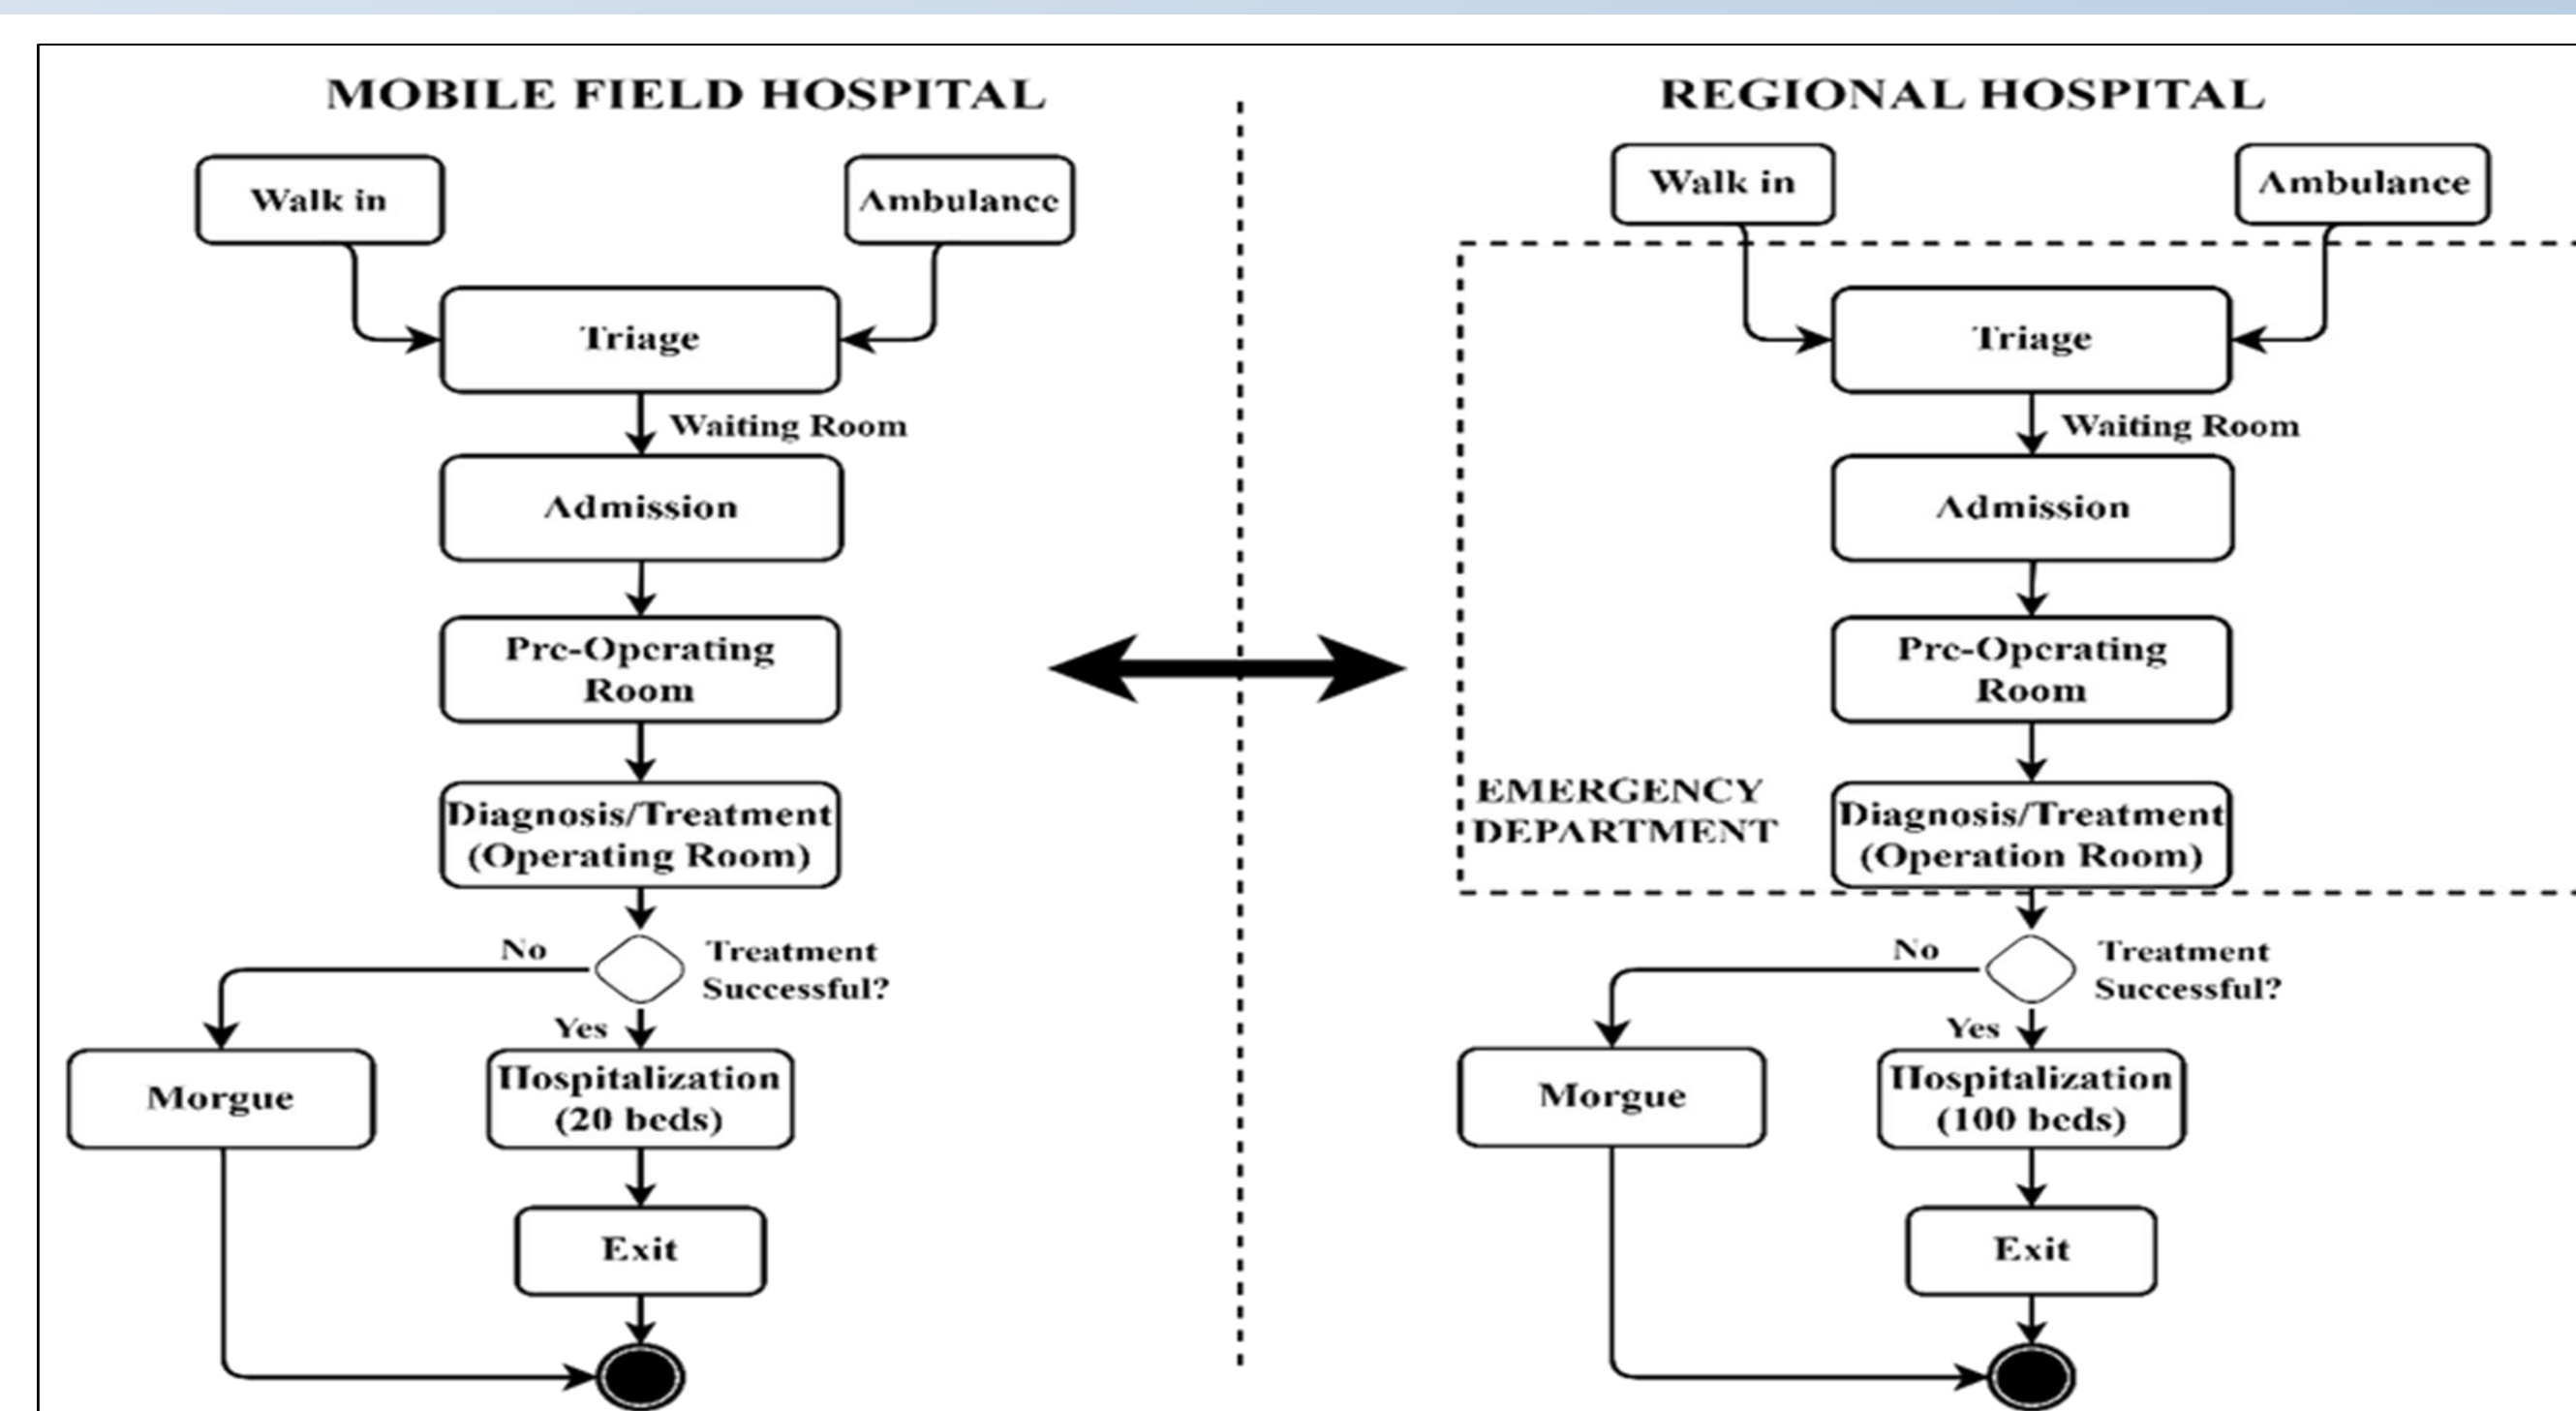 MOBILE FIELD HOSPITAL
Walk in
Ambulance
Triage
Waiting Room
Admission
Pre-Operating
Room
Diagnosis/Treatment
(Operating Room)
No
Treatment
Successful?
Yes
Morgue
Hospitalization
(20 beds)
Exit
REGIONAL HOSPITAL
Walk in
Ambulance
Triage
Waiting Room
Admission
Pre-Operating
Room
EMERGENCY
DEPARTMENT
Diagnosis/Treatment
(Operation Room)
No
Treatment
Successful?
Yes
Morgue
Hospitalization
(100 beds)
Exit